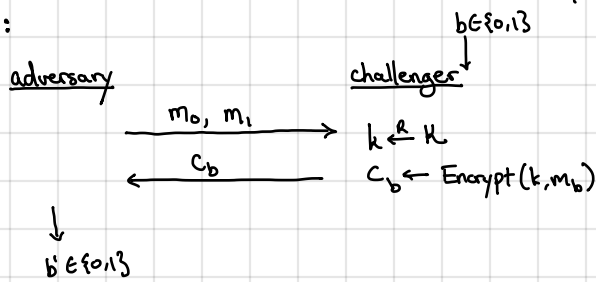 :
b∈{0,1}
adversary challenger
m₀, m₁
k ←ᴿ K
c_b
c_b ← Encrypt(k, m_b)
b' ∈ {0,1}